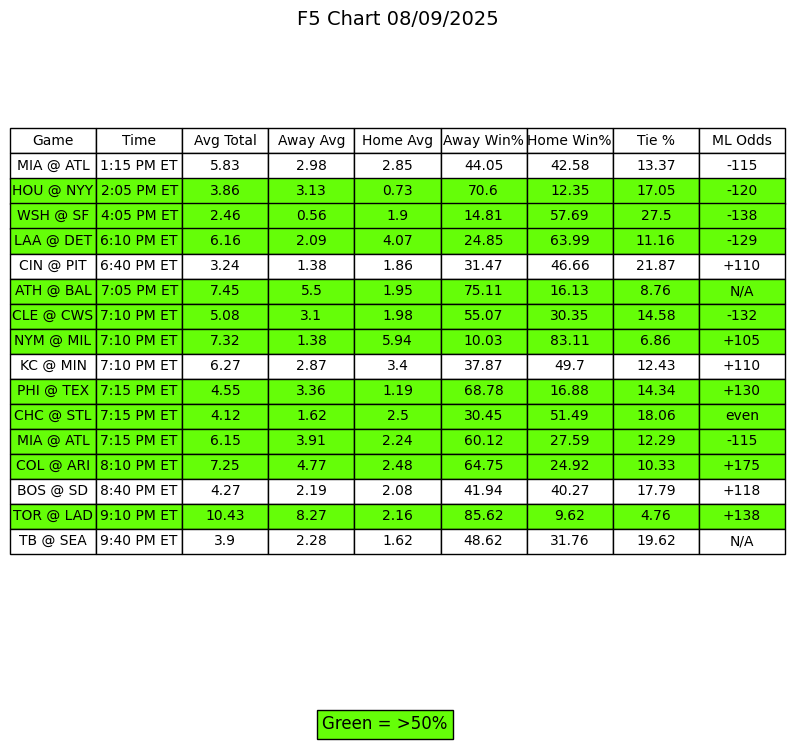 F5 Chart 08/09/2025
Game Time Avg Total Away Avg Home Avg Away Win% Home Win% Tie % ML Odds
MIA @ ATL 1:15 PM ET 5.83 2.98 2.85 44.05 42.58 13.37 -115
HOU @ NYY 2:05 PM ET 3.86 3.13 0.73 70.6 12.35 17.05 -120
WSH @ SF 4:05 PM ET 2.46 0.56 1.9 14.81 57.69 27.5 -138
LAA @ DET 6:10 PM ET 6.16 2.09 4.07 24.85 63.99 11.16 -129
CIN @ PIT 6:40 PM ET 3.24 1.38 1.86 31.47 46.66 21.87 +110
ATH @ BAL 7:05 PM ET 7.45 5.5 1.95 75.11 16.13 8.76 N/A
CLE @ CWS 7:10 PM ET 5.08 3.1 1.98 55.07 30.35 14.58 -132
NYM @ MIL 7:10 PM ET 7.32 1.38 5.94 10.03 83.11 6.86 +105
KC @ MIN 7:10 PM ET 6.27 2.87 3.4 37.87 49.7 12.43 +110
PHI @ TEX 7:15 PM ET 4.55 3.36 1.19 68.78 16.88 14.34 +130
CHC @ STL 7:15 PM ET 4.12 1.62 2.5 30.45 51.49 18.06 even
MIA @ ATL 7:15 PM ET 6.15 3.91 2.24 60.12 27.59 12.29 -115
COL @ ARI 8:10 PM ET 7.25 4.77 2.48 64.75 24.92 10.33 +175
BOS @ SD 8:40 PM ET 4.27 2.19 2.08 41.94 40.27 17.79 +118
TOR @ LAD 9:10 PM ET 10.43 8.27 2.16 85.62 9.62 4.76 +138
TB @ SEA 9:40 PM ET 3.9 2.28 1.62 48.62 31.76 19.62 N/A
Green = >50%